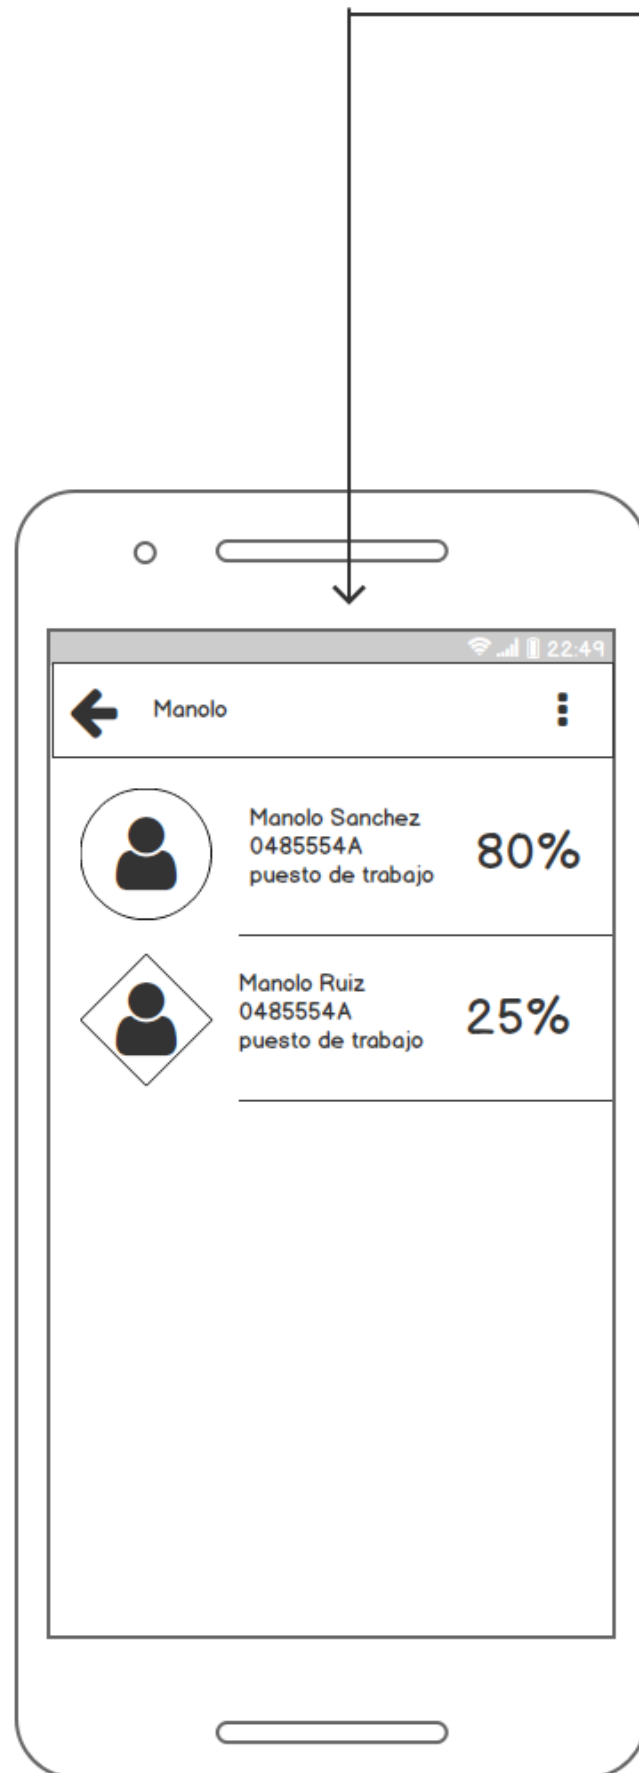 22:49
Manolo
Manolo Sanchez
0485554A
puesto de trabajo
80%
Manolo Ruiz
0485554A
puesto de trabajo
25%